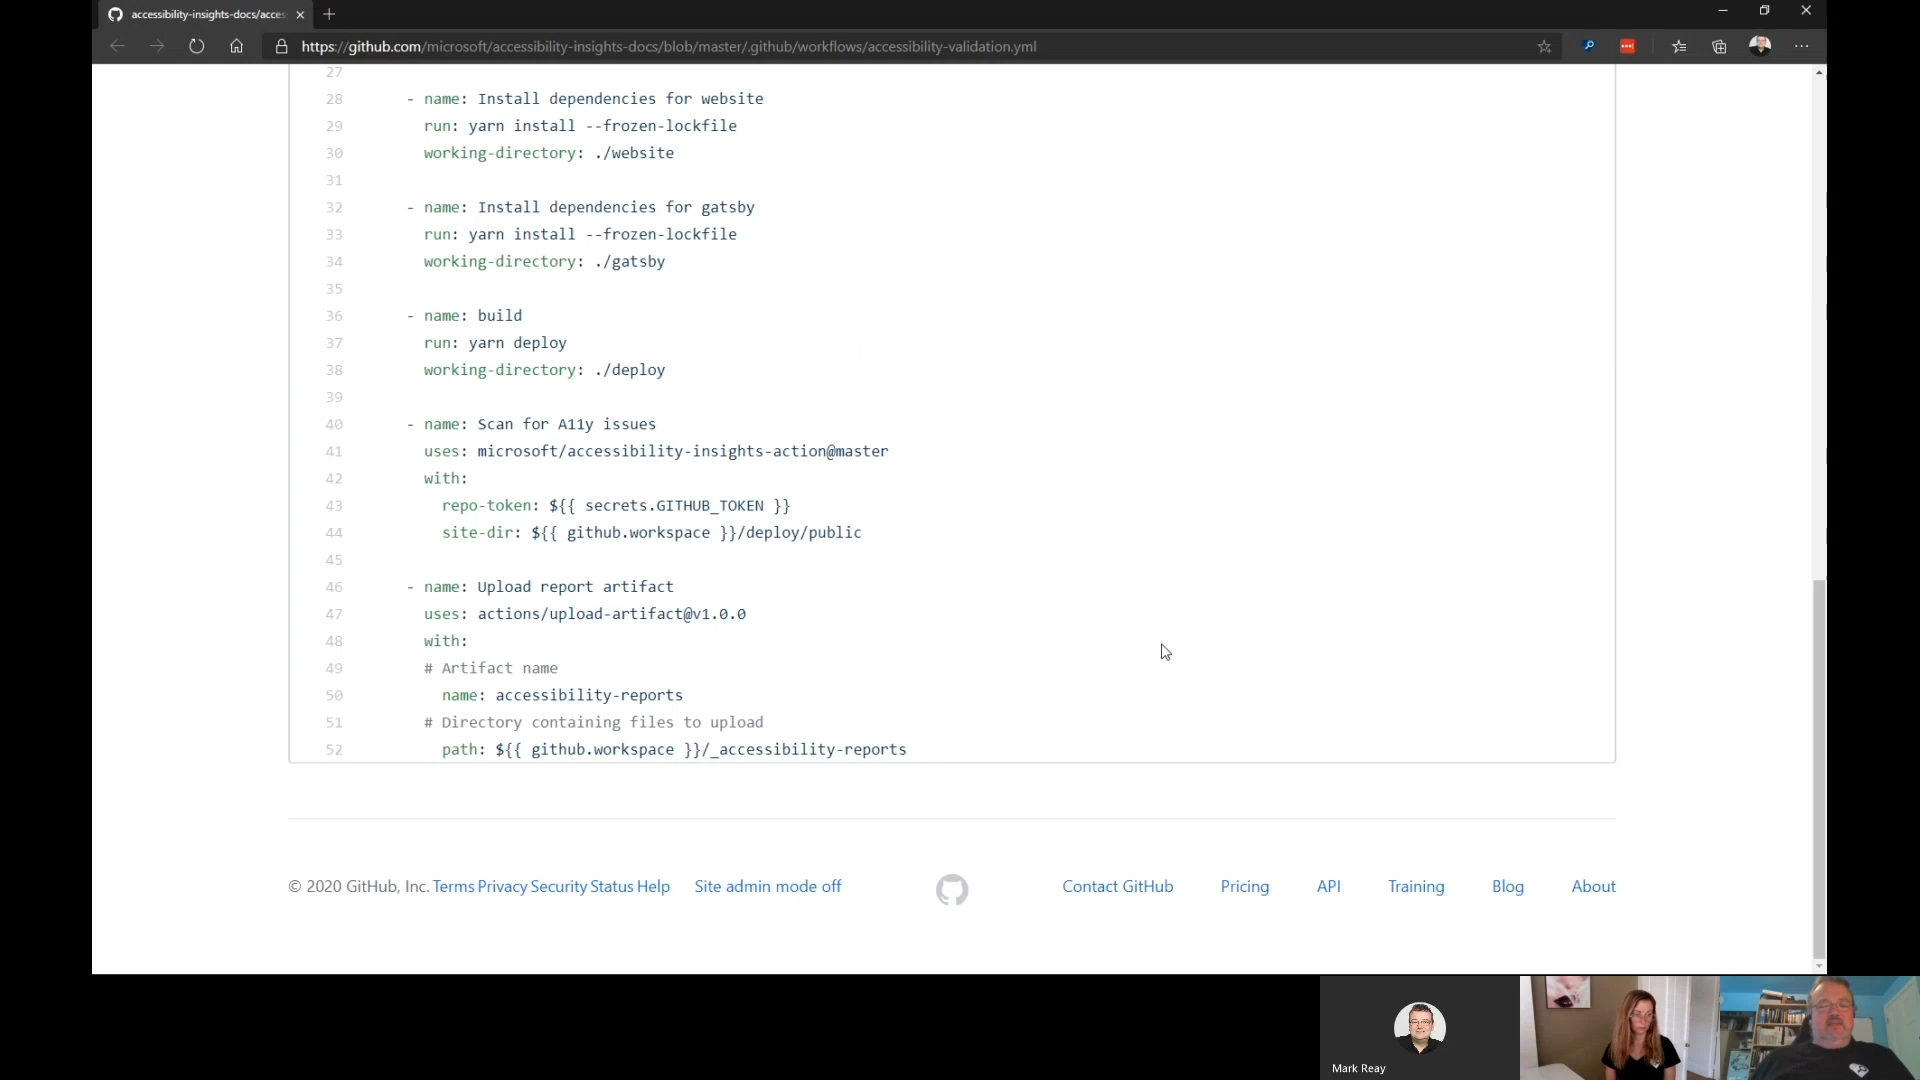 accessibility-insights-docs/acces
https://github.com/microsoft/accessibility-insights-docs/blob/master/.github/workflows/accessibility-validation.yml
27
28 - name: Install dependencies for website
29 run: yarn install --frozen-lockfile
30 working-directory: ./website
31
32 - name: Install dependencies for gatsby
33 run: yarn install --frozen-lockfile
34 working-directory: ./gatsby
35
36 - name: build
37 run: yarn deploy
38 working-directory: ./deploy
39
40 - name: Scan for A11y issues
41 uses: microsoft/accessibility-insights-action@master
42 with:
43 repo-token: ${{ secrets.GITHUB_TOKEN }}
44 site-dir: ${{ github.workspace }}/deploy/public
45
46 - name: Upload report artifact
47 uses: actions/upload-artifact@v1.0.0
48 with:
49 # Artifact name
50 name: accessibility-reports
51 # Directory containing files to upload
52 path: ${{ github.workspace }}/_accessibility-reports
© 2020 GitHub, Inc. Terms Privacy Security Status Help Site admin mode off Contact GitHub Pricing API Training Blog About
Mark Reay